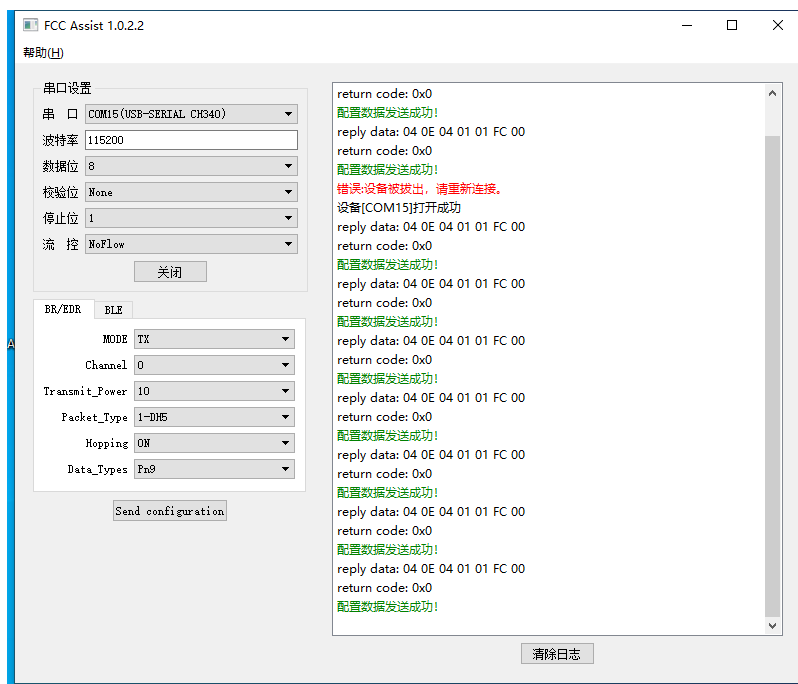 FCC Assist 1.0.2.2
帮助(H)
串口设置
串 口 COM15(USB-SERIAL CH340)
波特率 115200
数据位 8
校验位 None
停止位 1
流 控 NoFlow
关闭
BR/EDR BLE
MODE TX
Channel 0
Transmit_Power 10
Packet_Type 1-DH5
Hopping ON
Data_Types Pn9
Send configuration
return code: 0x0
配置数据发送成功!
reply data: 04 0E 04 01 01 FC 00
return code: 0x0
配置数据发送成功!
错误:设备被拔出，请重新连接。
设备[COM15]打开成功
reply data: 04 0E 04 01 01 FC 00
return code: 0x0
配置数据发送成功!
reply data: 04 0E 04 01 01 FC 00
return code: 0x0
配置数据发送成功!
reply data: 04 0E 04 01 01 FC 00
return code: 0x0
配置数据发送成功!
reply data: 04 0E 04 01 01 FC 00
return code: 0x0
配置数据发送成功!
reply data: 04 0E 04 01 01 FC 00
return code: 0x0
配置数据发送成功!
reply data: 04 0E 04 01 01 FC 00
return code: 0x0
配置数据发送成功!
reply data: 04 0E 04 01 01 FC 00
return code: 0x0
配置数据发送成功!
清除日志